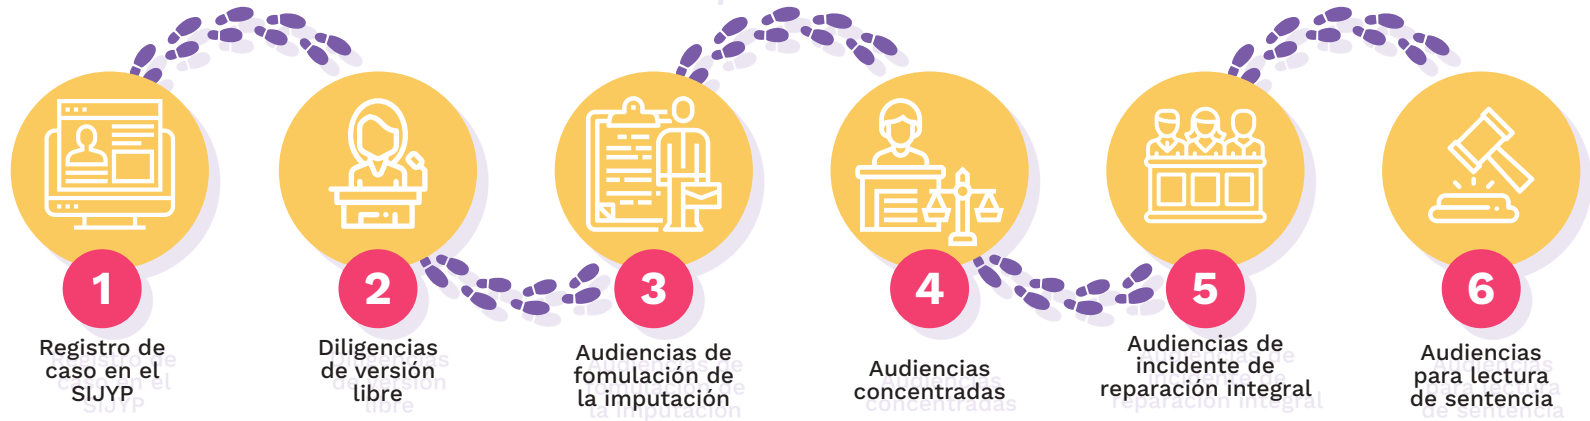 1
Registro de
caso en el
SIJYP
2
Diligencias
de versión
libre
3
Audiencias de
fomulación de
la imputación
4
Audiencias
concentradas
5
Audiencias de
incidente de
reparación integral
6
Audiencias
para lectura
de sentencia